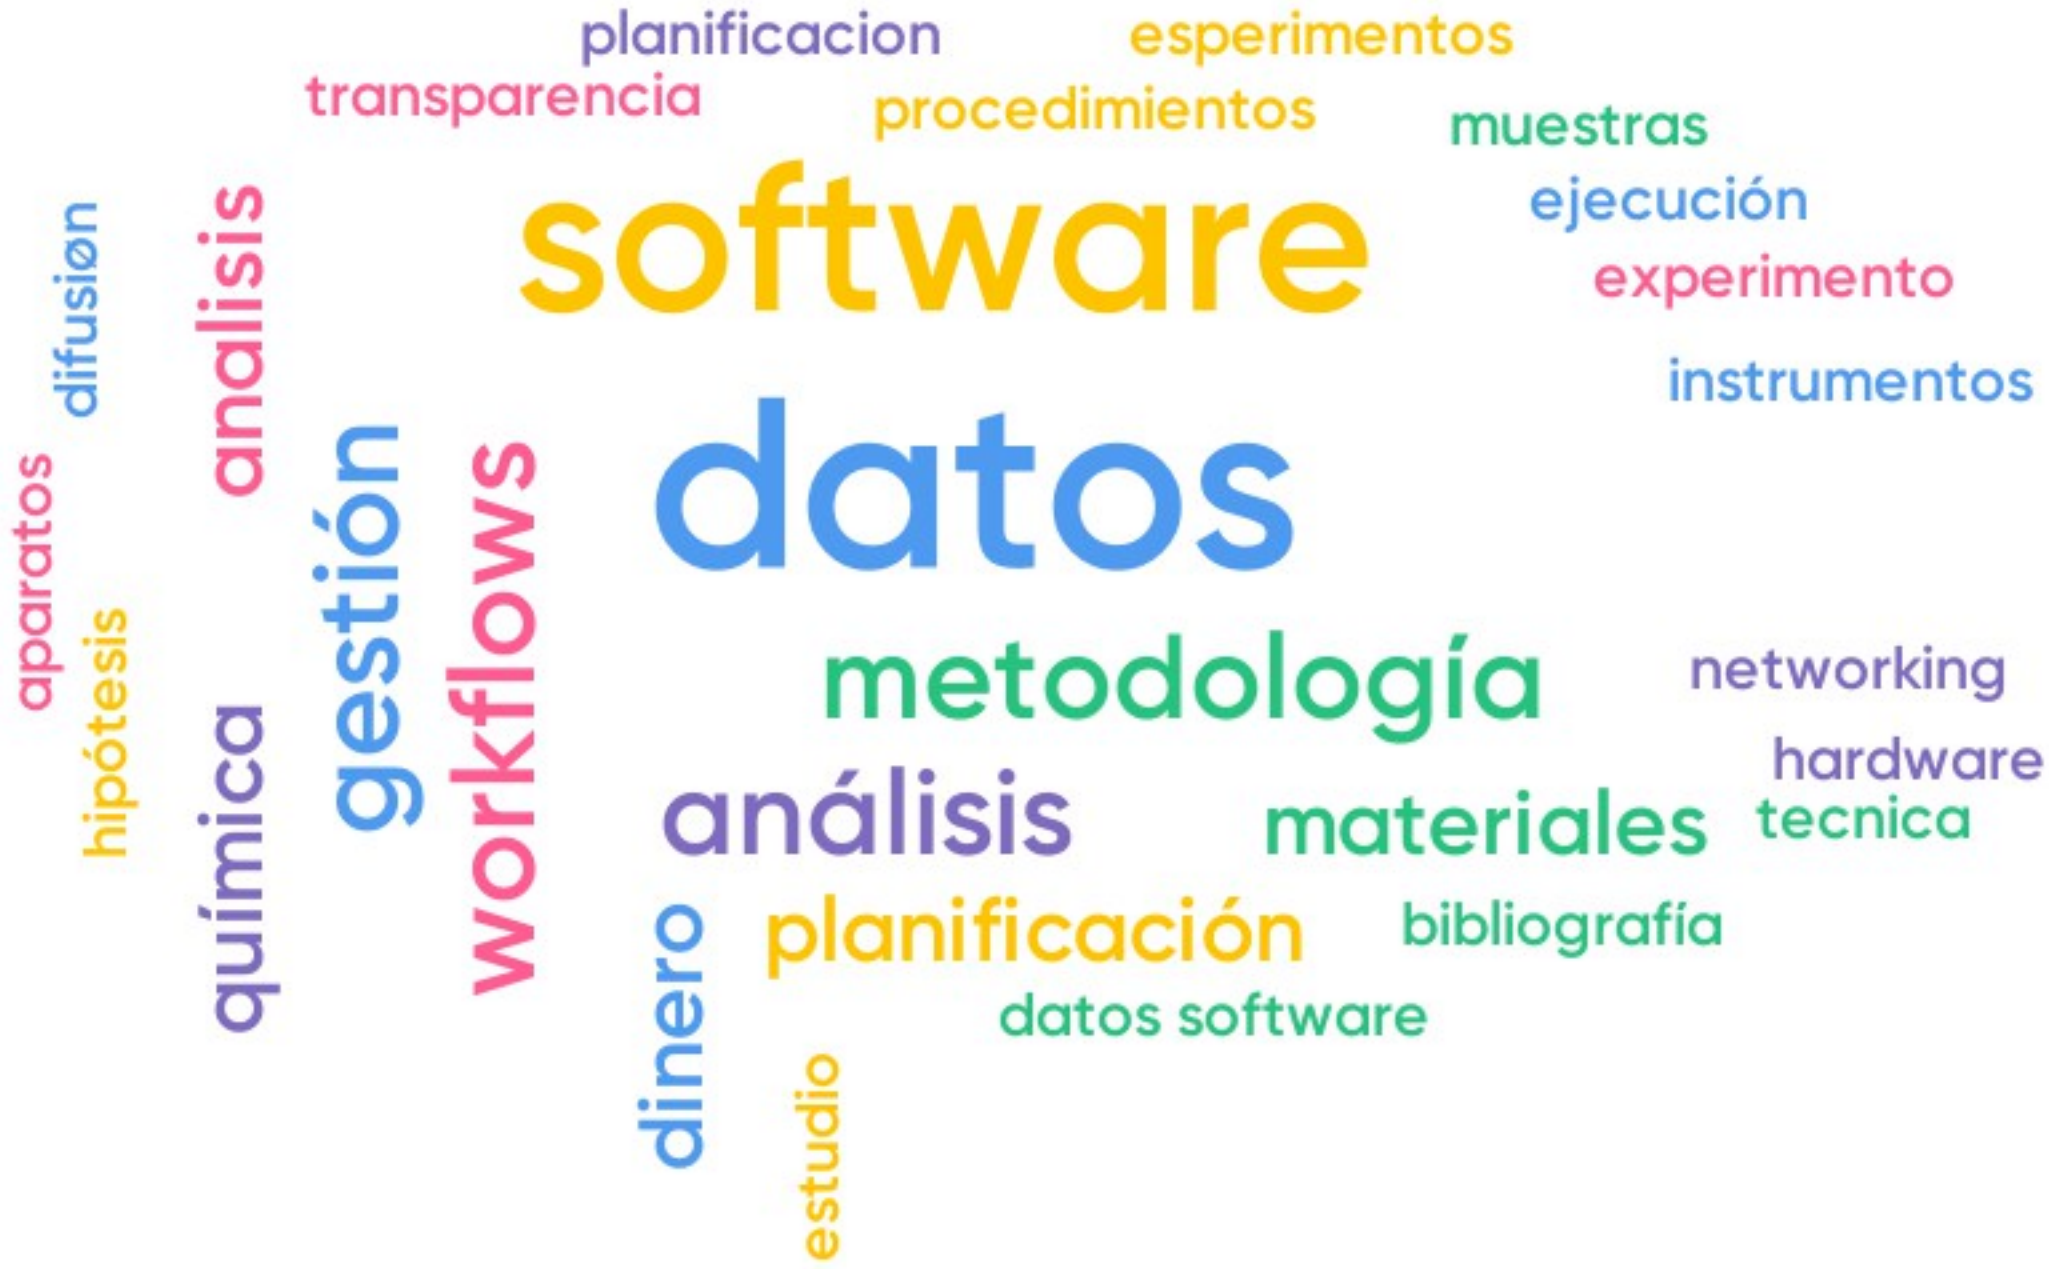 planificacion
esperimentos
transparencia
procedimientos
muestras
software
ejecución
experimento
difusiøn
analisis
instrumentos
datos
gestión
workflows
aparatos
metodología
networking
hipótesis
química
hardware
análisis
materiales
tecnica
planificación
bibliografía
dinero
datos software
estudio